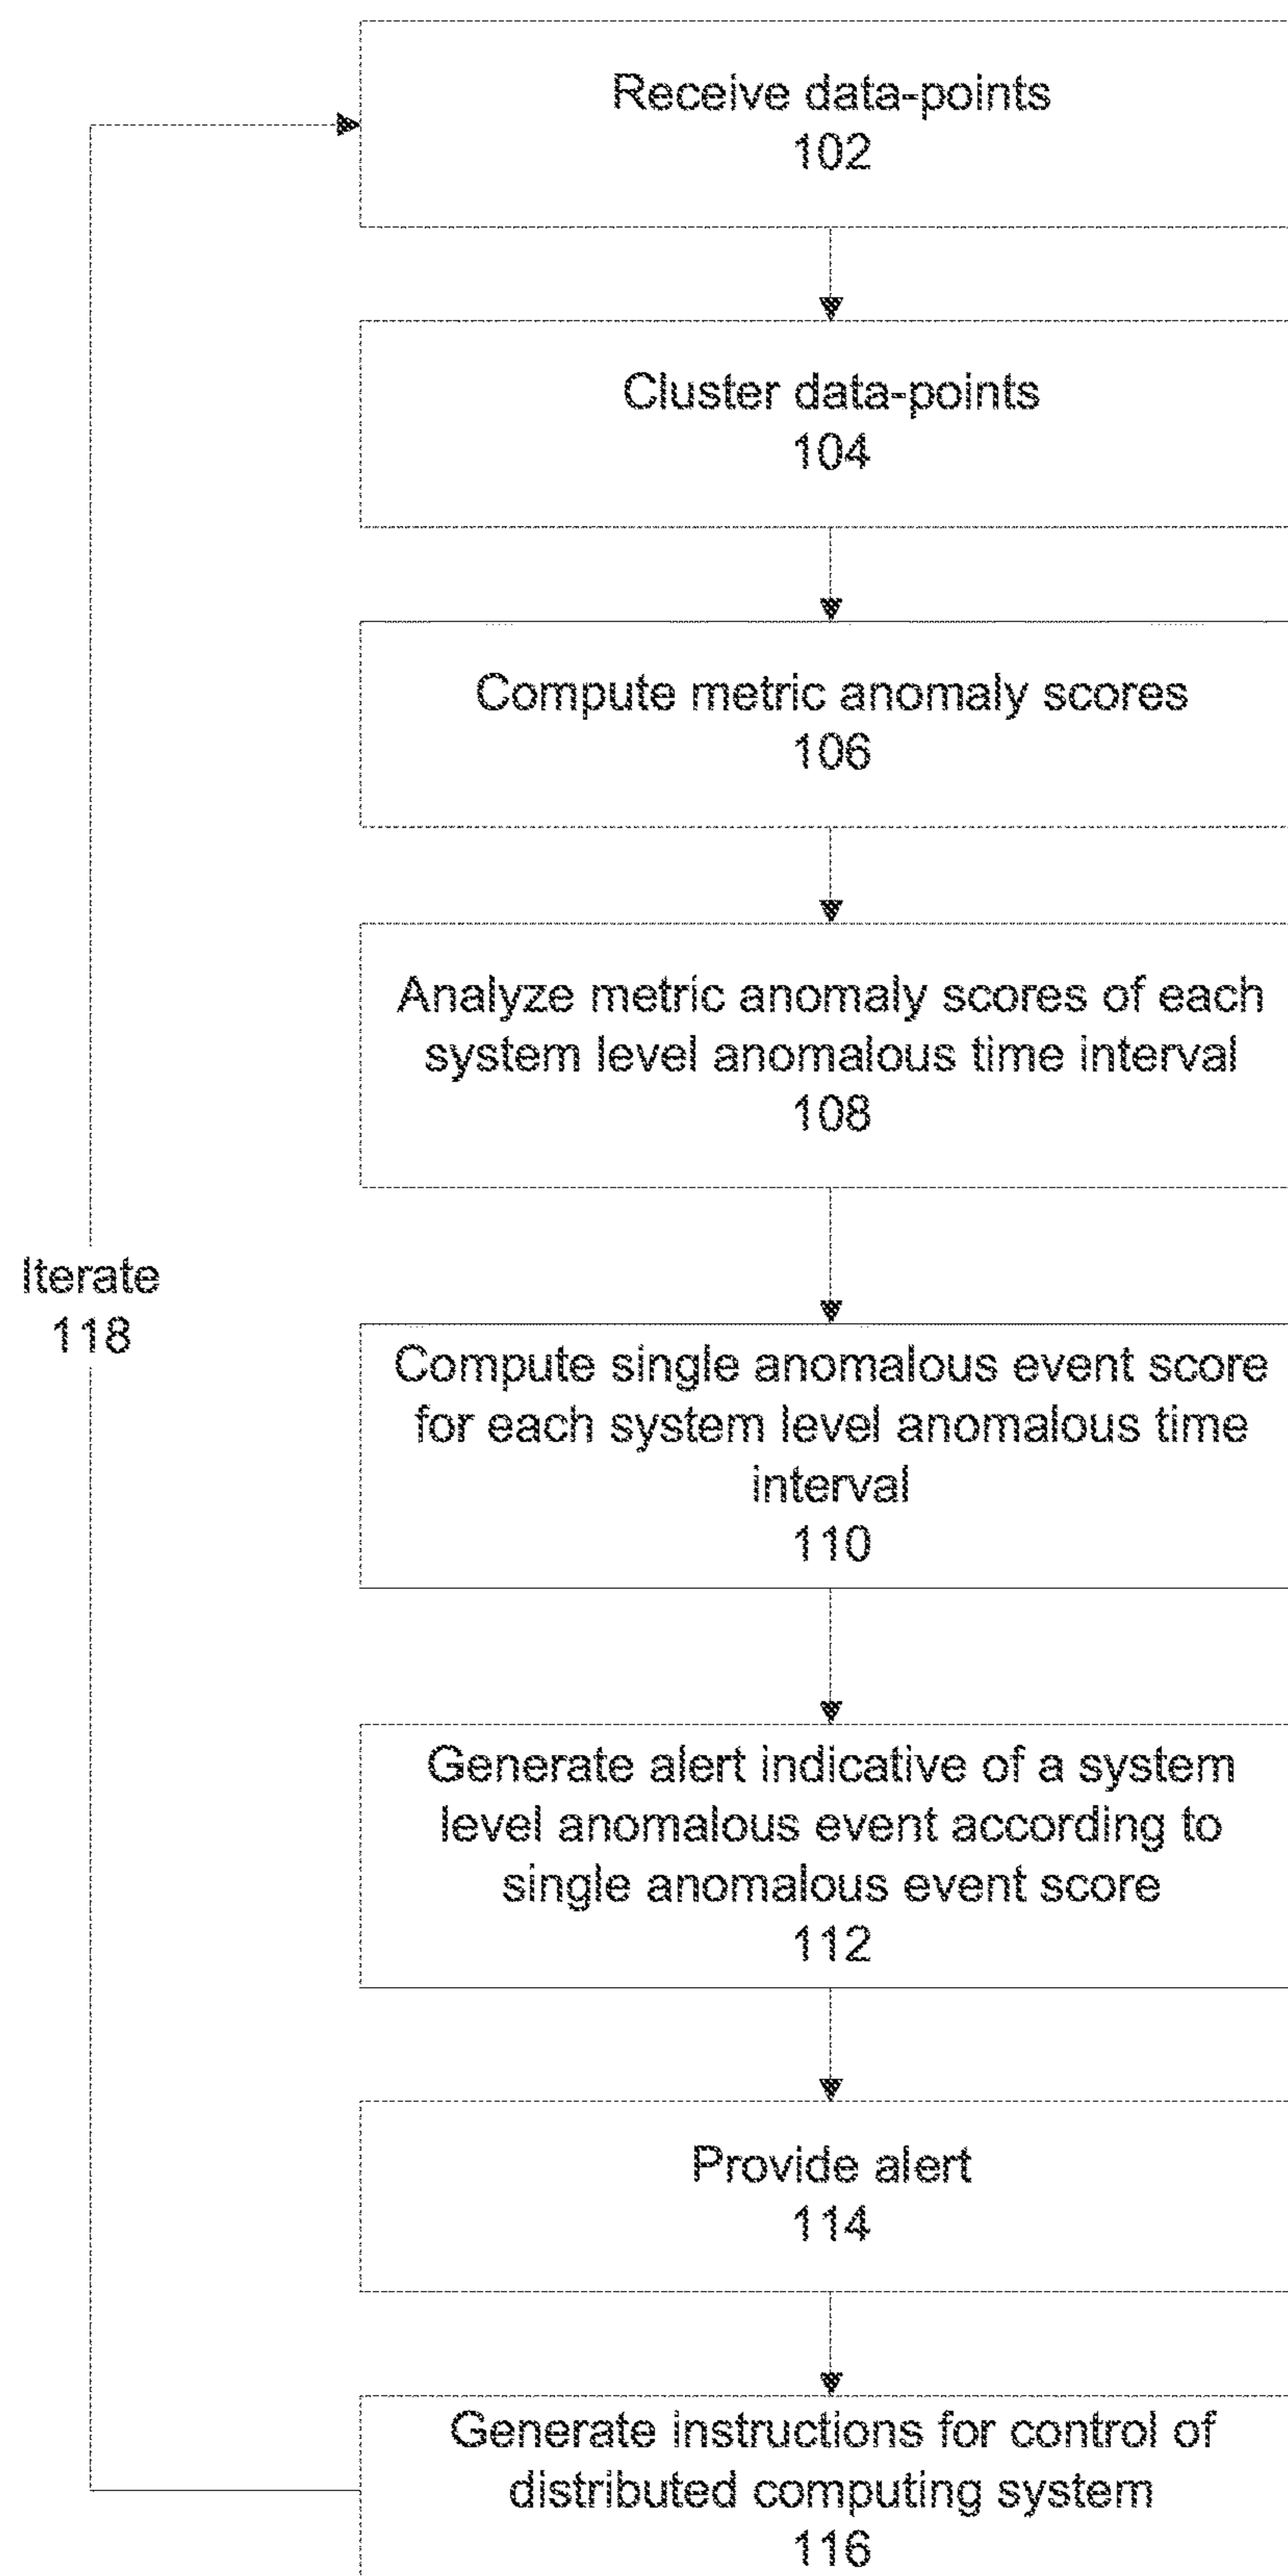 Receive data-points
102
Cluster data-points
104
Compute metric anomaly scores
106
Analyze metric anomaly scores of each
system level anomalous time interval
108
Iterate
118
Compute single anomalous event score
for each system level anomalous time
interval
110
Generate alert indicative of a system
level anomalous event according to
single anomalous event score
112
Provide alert
114
Generate instructions for control of
distributed computing system
116